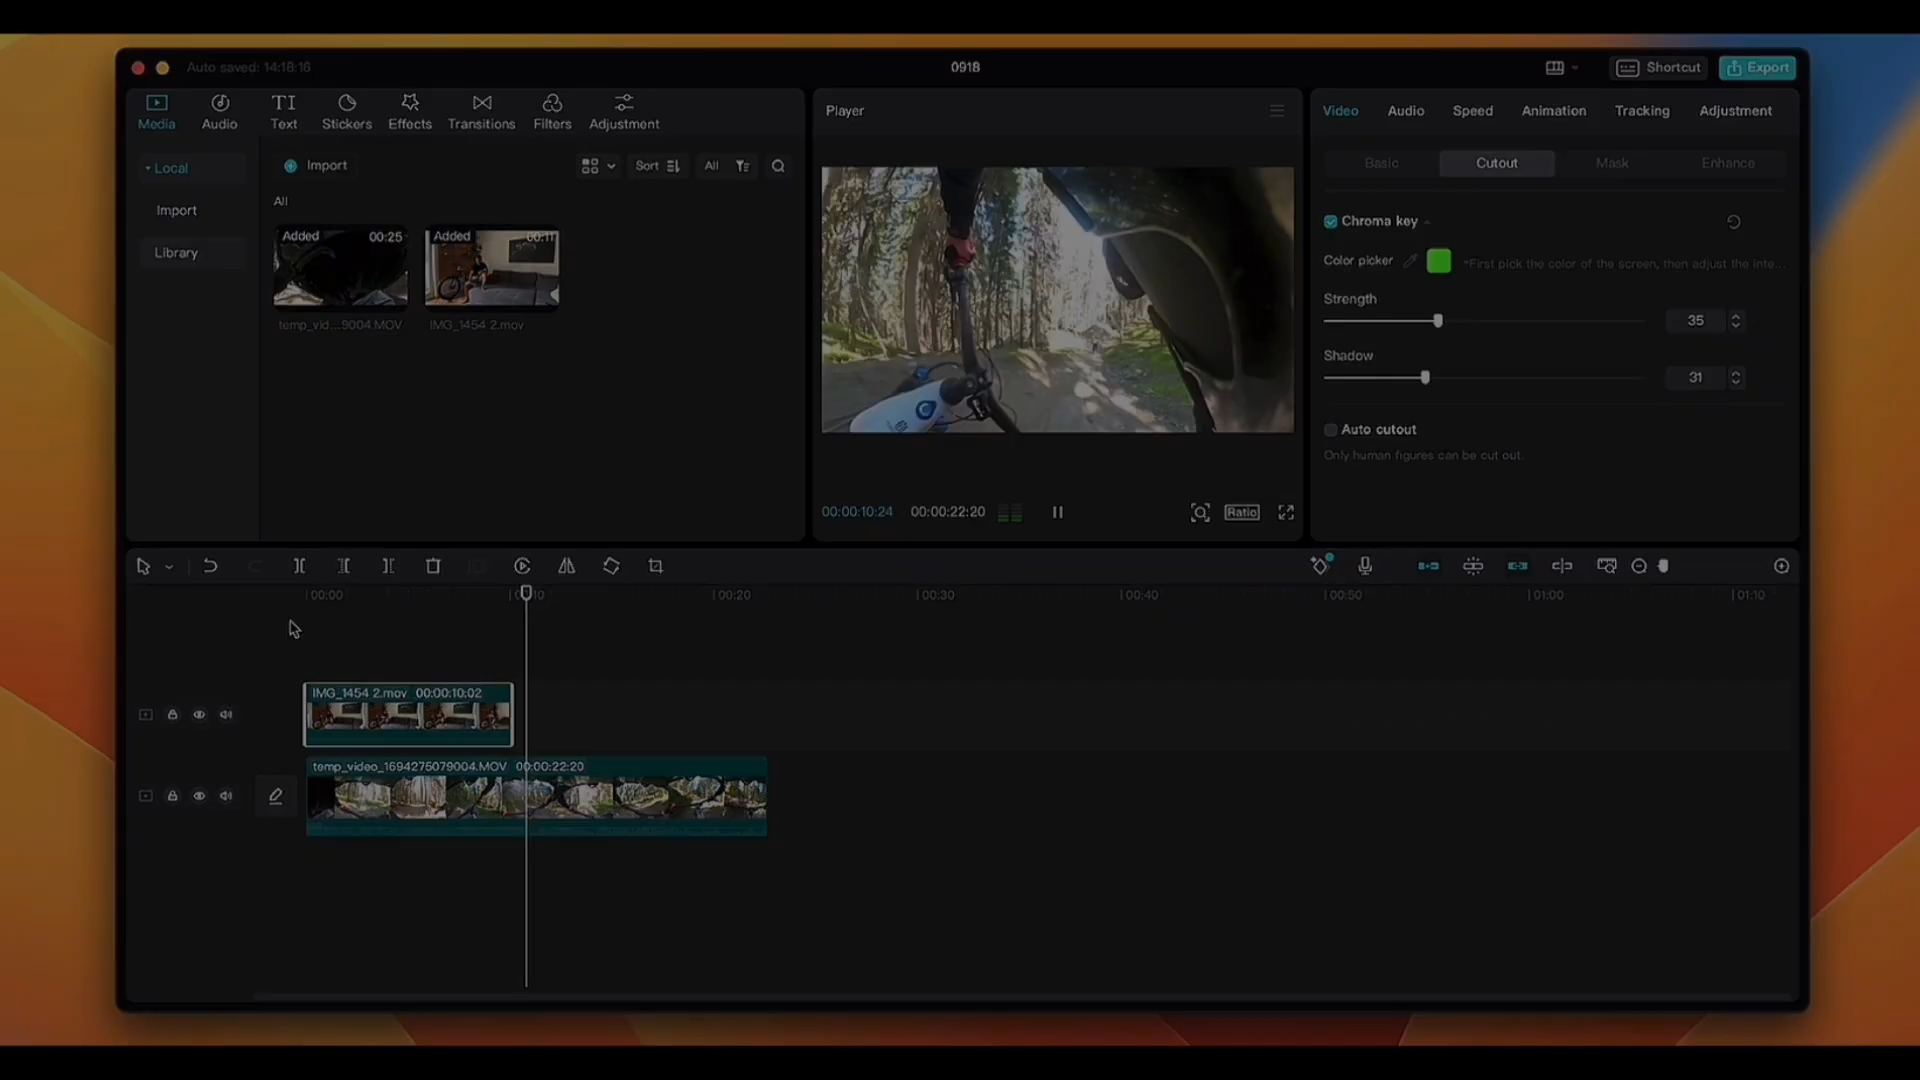 Auto saved: 14:18:16
0918
Shortcut
Export
Media
Audio
Text
Stickers
Effects
Transitions
Filters
Adjustment
Local
Import
Library
Import
Sort
All
All
Added 00:25
temp_vid...9004.MOV
Added 00:11
IMG_1454 2.mov
Player
00:00:10:24 00:00:22:20
Ratio
Video
Audio
Speed
Animation
Tracking
Adjustment
Basic
Cutout
Mask
Enhance
Chroma key
Color picker
*First pick the color of the screen, then adjust the inte...
Strength
35
Shadow
31
Auto cutout
Only human figures can be cut out.
00:00
00:10
00:20
00:30
00:40
00:50
01:00
01:10
IMG_1454 2.mov 00:00:10:02
temp_video_1694275079004.MOV 00:00:22:20